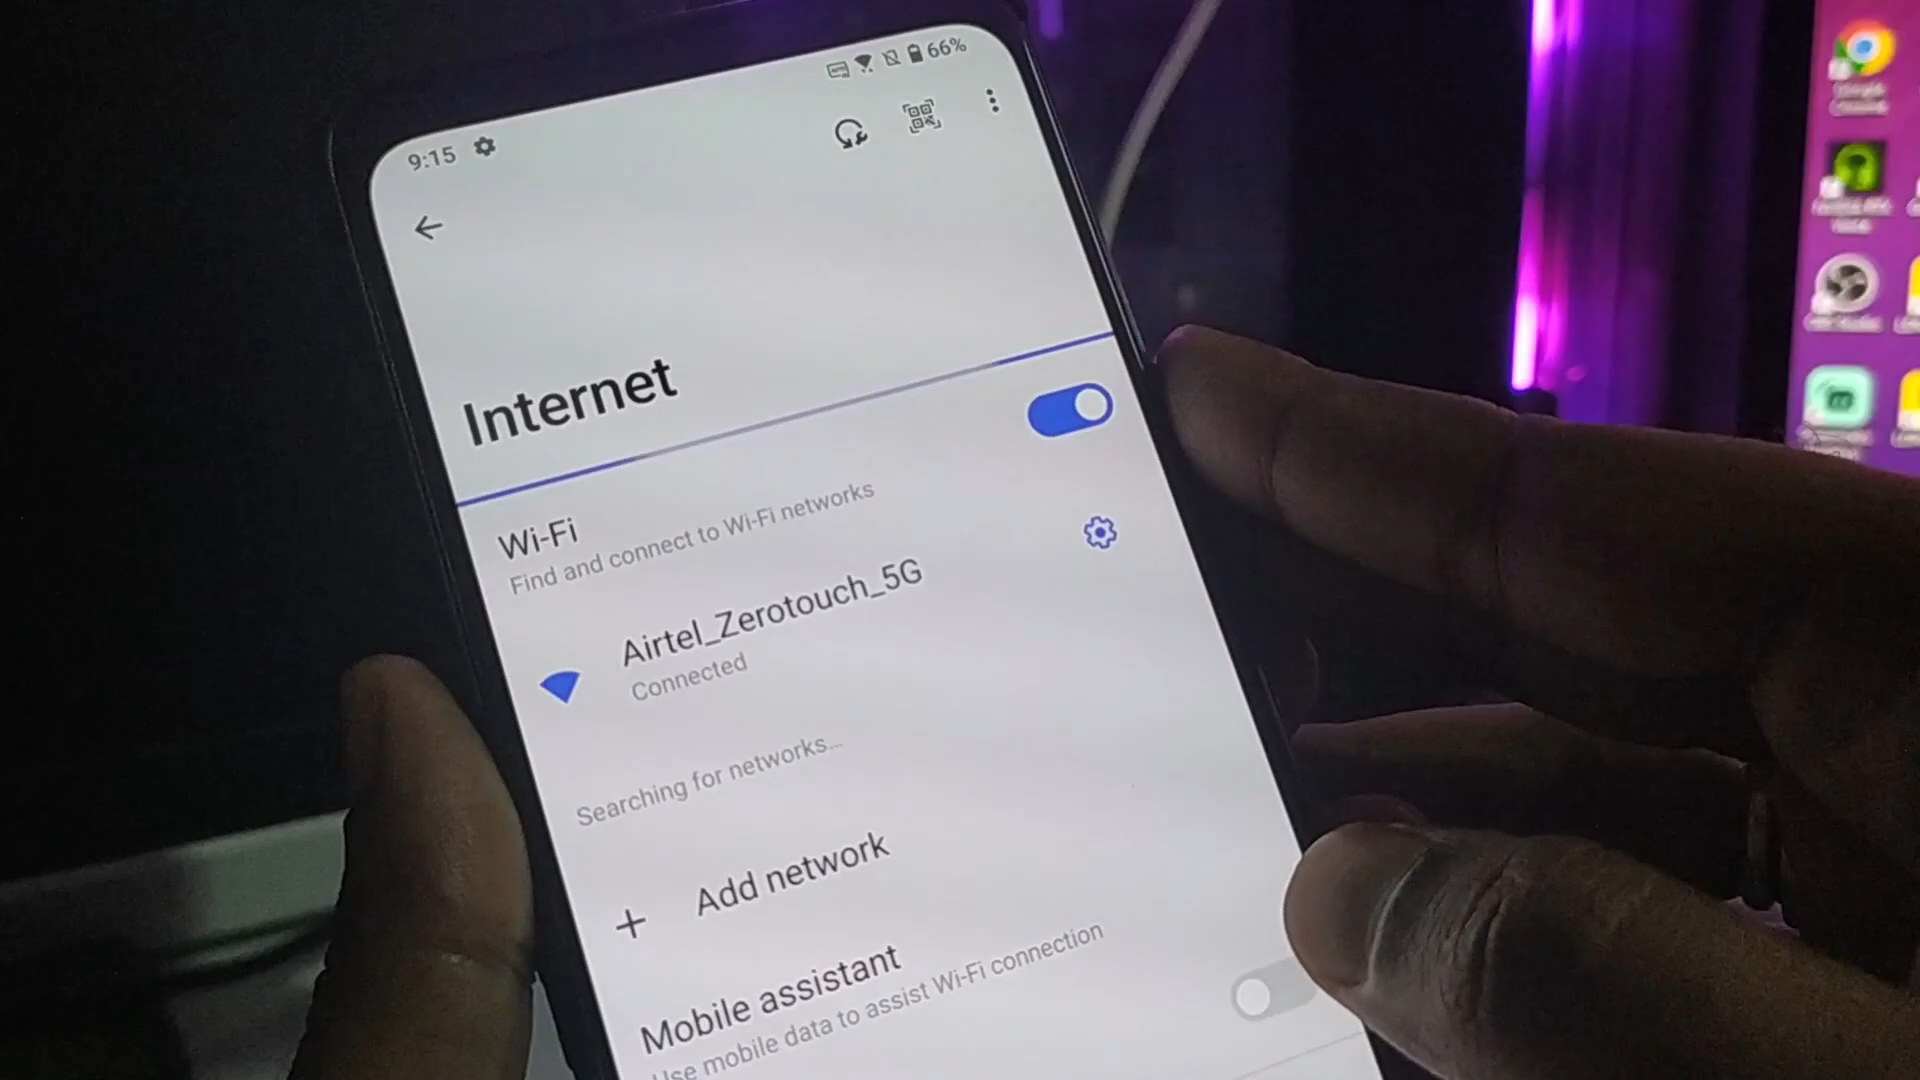 9:15
66%
Internet
Wi-Fi
Find and connect to Wi-Fi networks
Airtel_Zerotouch_5G
Connected
Searching for networks...
Add network
Mobile assistant
Use mobile data to assist Wi-Fi connection